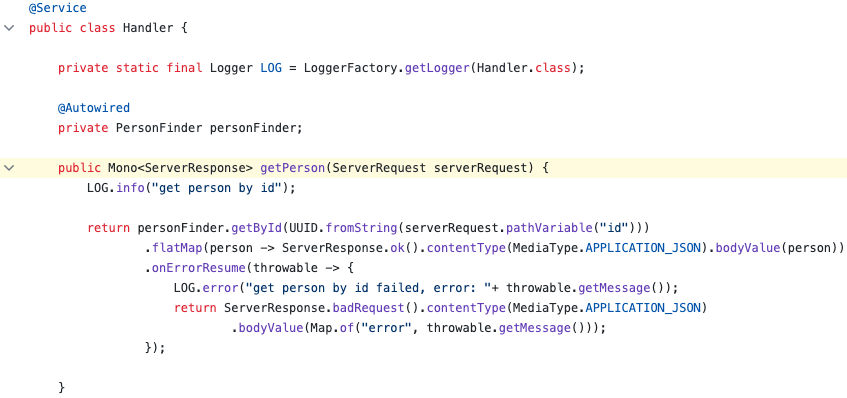 @Service
public class Handler {
private static final Logger LOG = LoggerFactory.getLogger(Handler.class);
@Autowired
private PersonFinder personFinder;
public Mono<ServerResponse> getPerson(ServerRequest serverRequest) {
LOG.info("get person by id");
return personFinder.getById(UUID.fromString(serverRequest.pathVariable("id")))
.flatMap(person -> ServerResponse.ok().contentType(MediaType.APPLICATION_JSON).bodyValue(person))
.onErrorResume(throwable -> {
LOG.error("get person by id failed, error: "+ throwable.getMessage());
return ServerResponse.badRequest().contentType(MediaType.APPLICATION_JSON)
.bodyValue(Map.of("error", throwable.getMessage()));
});
}